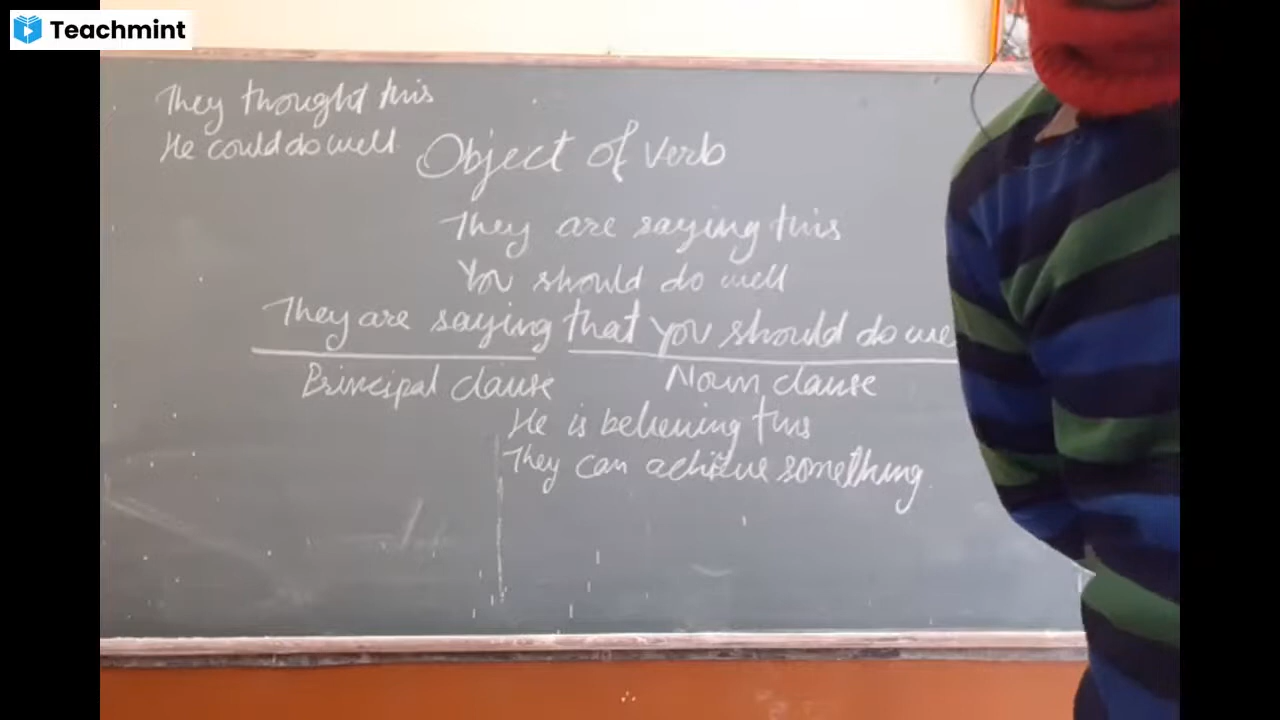 Teachmint
They thought this
He could do well
Object of verb
They are saying this
You should do well
They are saying that you should do we
Principal clause Noun clause
He is believing this
They can achieve something